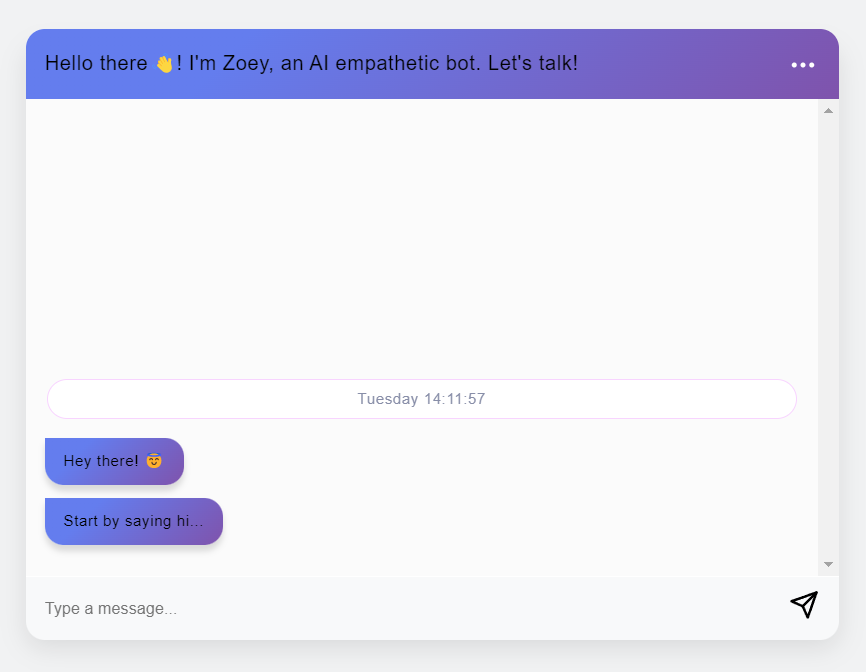 Hello there 👋! I'm Zoey, an AI empathetic bot. Let's talk!
Tuesday 14:11:57
Hey there! 😇
Start by saying hi...
Type a message...